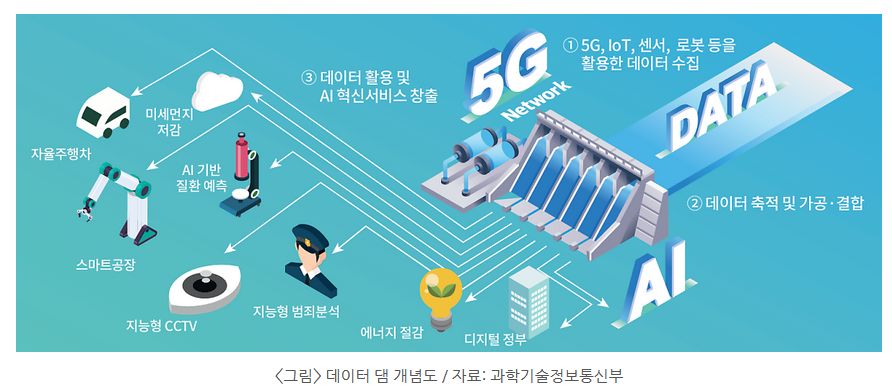 ① 5G, IoT, 센서, 로봇 등을
활용한 데이터 수집
5G
Network
DATA
③ 데이터 활용 및
AI 혁신서비스 창출
② 데이터 축적 및 가공·결합
AI
미세먼지
저감
자율주행차
AI 기반
질환 예측
스마트공장
지능형 CCTV
지능형 범죄분석
에너지 절감
디지털 정부
〈그림〉 데이터 댐 개념도 / 자료: 과학기술정보통신부